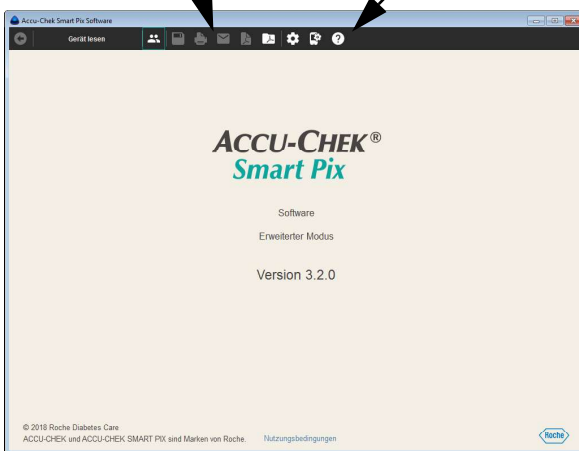 Accu-Chek Smart Pix Software
Gerät lesen
ACCU-CHEK®
Smart Pix
Software
Erweiterter Modus
Version 3.2.0
© 2018 Roche Diabetes Care
ACCU-CHEK und ACCU-CHEK SMART PIX sind Marken von Roche. Nutzungsbedingungen
Roche